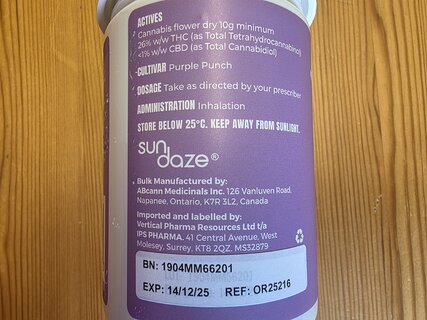 ACTIVES
Cannabis flower dry 10g minimum
26% w/w THC (as Total Tetrahydrocannabinol)
<1% w/w CBD (as Total Cannabidiol)
CULTIVAR Purple Punch
DOSAGE Take as directed by your prescriber
ADMINISTRATION Inhalation
STORE BELOW 25°C. KEEP AWAY FROM SUNLIGHT.
sun
daze®
Bulk Manufactured by:
ABcann Medicinals Inc. 126 Vanluven Road,
Napanee, Ontario, K7R 3L2, Canada
Imported and labelled by:
Vertical Pharma Resources Ltd t/a
IPS PHARMA. 41 Central Avenue, West
Molesey, Surrey, KT8 2QZ. MS32879
BN: 1904MM66201
EXP: 14/12/25 REF: OR25216